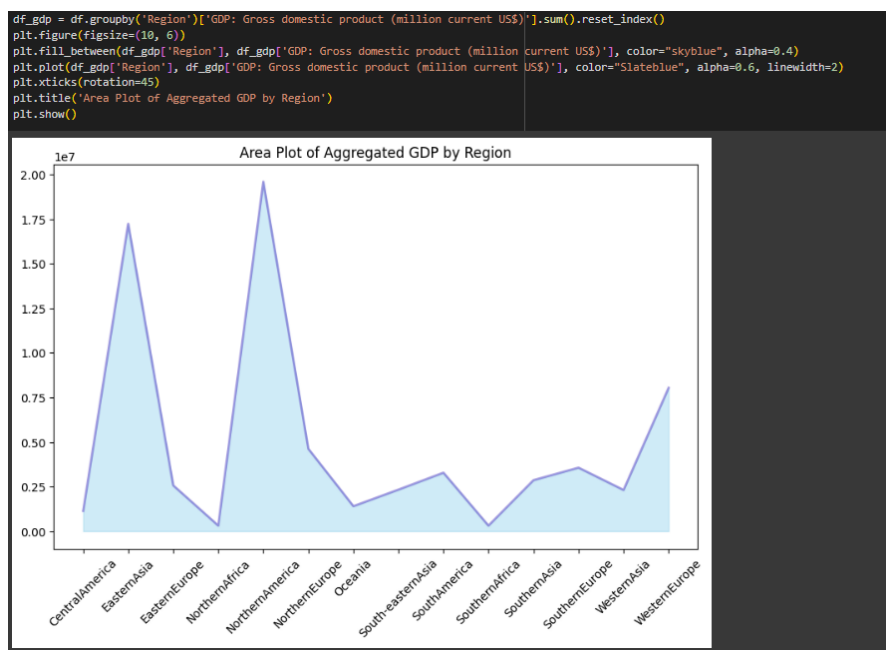 df_gdp = df.groupby('Region')['GDP: Gross domestic product (million current US$)'].sum().reset_index()
plt.figure(figsize=(10, 6))
plt.fill_between(df_gdp['Region'], df_gdp['GDP: Gross domestic product (million current US$)'], color="skyblue", alpha=0.4)
plt.plot(df_gdp['Region'], df_gdp['GDP: Gross domestic product (million current US$)'], color="Slateblue", alpha=0.6, linewidth=2)
plt.xticks(rotation=45)
plt.title('Area Plot of Aggregated GDP by Region')
plt.show()
Area Plot of Aggregated GDP by Region
1e7
2.00
1.75
1.50
1.25
1.00
0.75
0.50
0.25
0.00
CentralAmerica
EasternAsia
EasternEurope
NorthernAfrica
NorthernAmerica
NorthernEurope
Oceania
South-easternAsia
SouthAmerica
SouthernAfrica
SouthernAsia
SouthernEurope
WesternAsia
WesternEurope